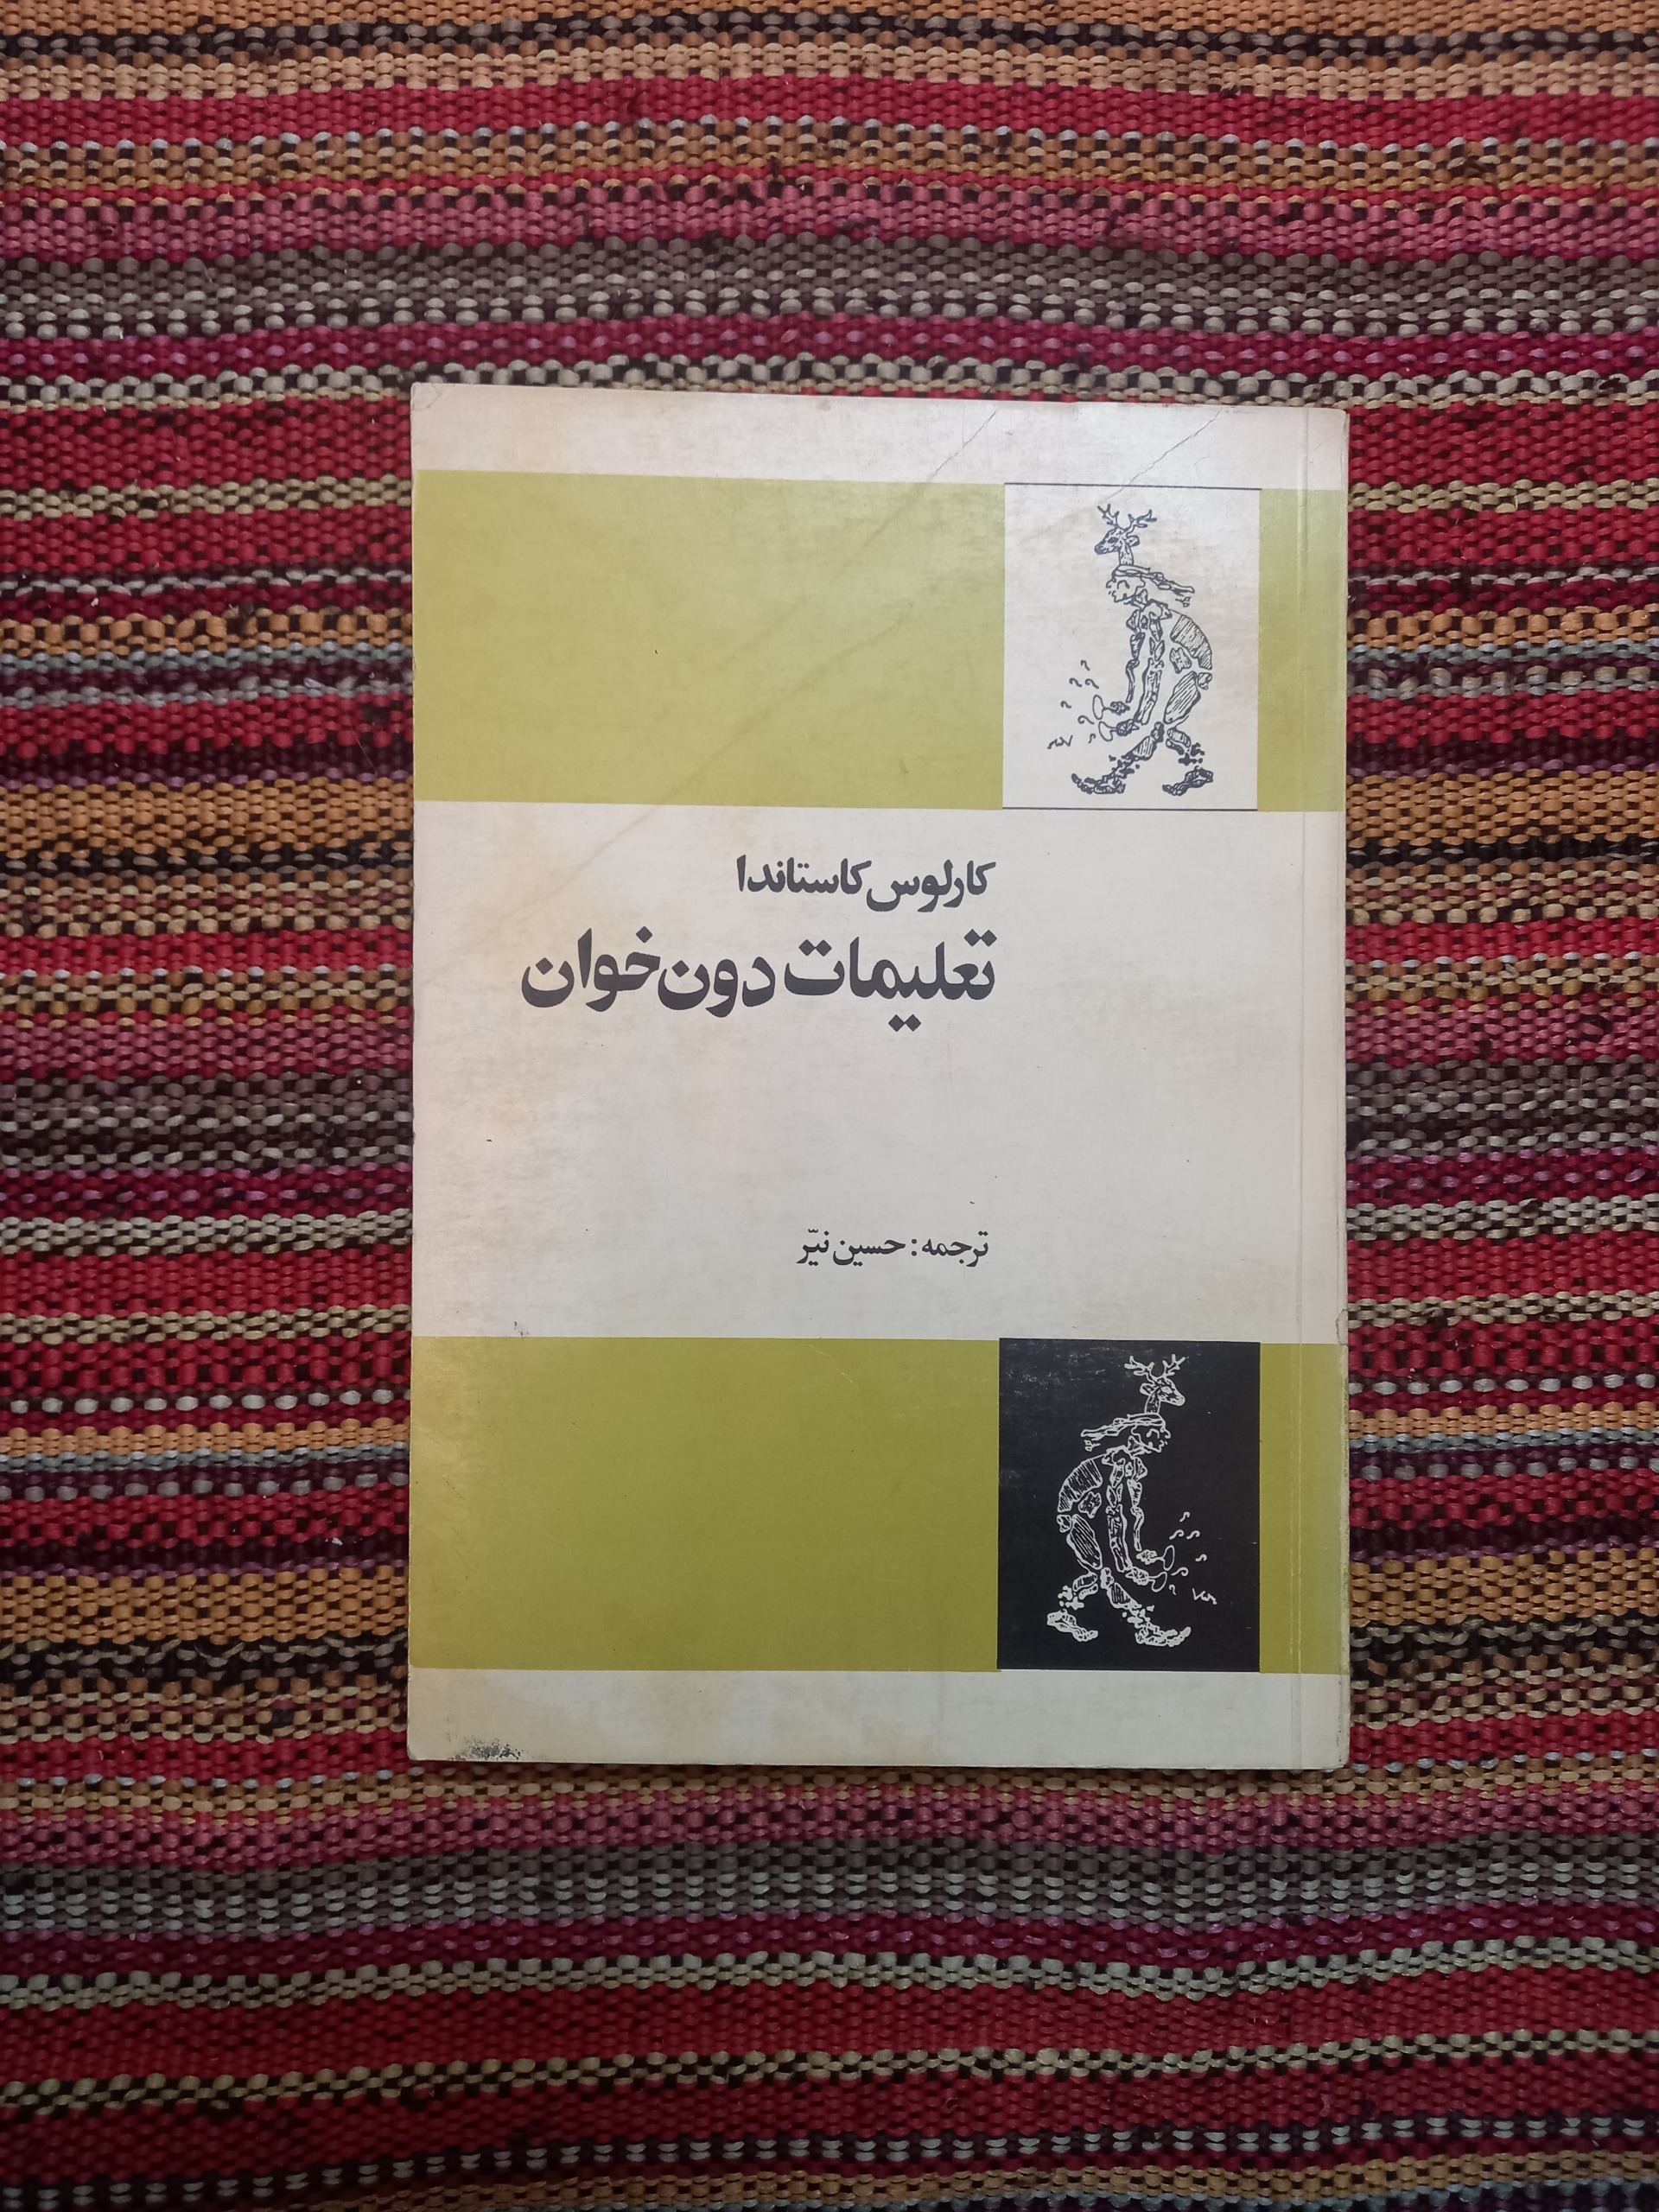 کارلوس کاستاندا
تعلیمات دون‌خوان
ترجمه: حسین نیّر